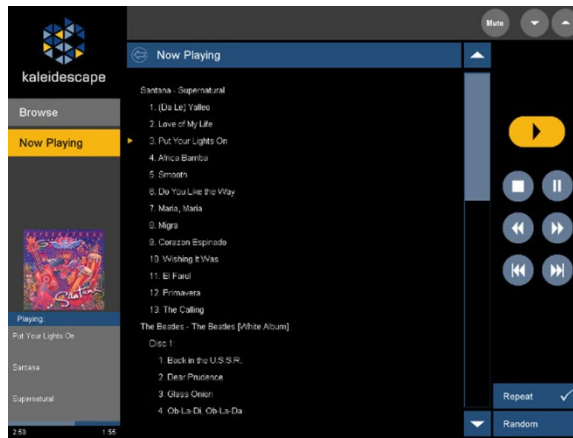 Mute
kaleidescape
Now Playing
Browse
Now Playing
Santana - Supernatural
1. (Da Le) Yalleo
2. Love of My Life
3. Put Your Lights On
4. Africa Bamba
5. Smooth
6. Do You Like the Way
7. Maria, Maria
8. Migra
9. Corazon Espinado
10. Wishing It Was
11. El Farol
12. Primavera
13. The Calling
The Beatles - The Beatles [White Album]
Disc 1:
1. Back in the U.S.S.R.
2. Dear Prudence
3. Glass Onion
4. Ob-La-Di, Ob-La-Da
Santana
Playing:
Put Your Lights On
Santana
Supernatural
2:50 1:55
Repeat
Random